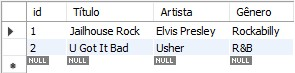 id Título Artista Gênero
1 Jailhouse Rock Elvis Presley Rockabilly
2 U Got It Bad Usher R&B
NULL NULL NULL NULL